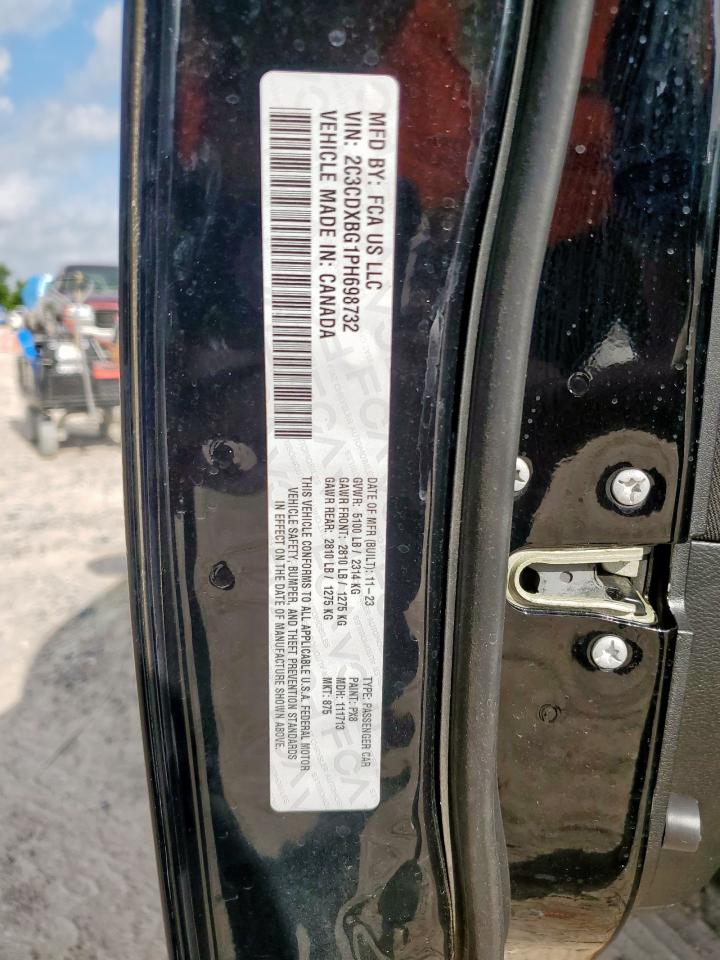 MFD BY: FCA US LLC
VIN: 2C3CDXBG1PH698732
VEHICLE MADE IN: CANADA
DATE OF MFR (BUILT): 11-23
GVWR: 5100 LB / 2314 KG
GAWR FRONT: 2810 LB / 1275 KG
GAWR REAR: 2810 LB / 1275 KG
TYPE: PASSENGER CAR
PAINT: PX8
MDH: 111713
MKT: 875
THIS VEHICLE CONFORMS TO ALL APPLICABLE U.S.A. FEDERAL MOTOR
VEHICLE SAFETY, BUMPER, AND THEFT PREVENTION STANDARDS
IN EFFECT ON THE DATE OF MANUFACTURE SHOWN ABOVE.